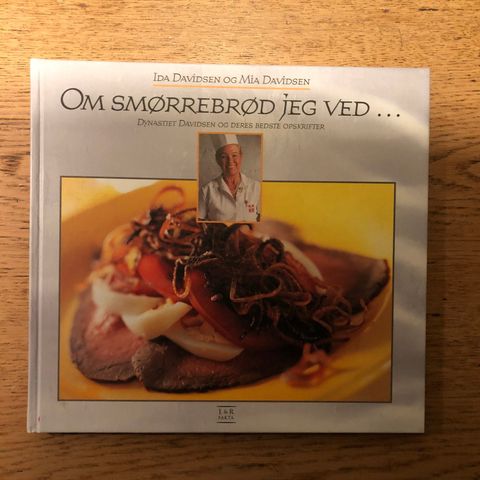 IDA DAVIDSEN OG MIA DAVIDSEN
OM SMØRREBRØD JEG VED ...
DYNASTIET DAVIDSEN OG DERES BEDSTE OPSKRIFTER
L&R
FAKTA